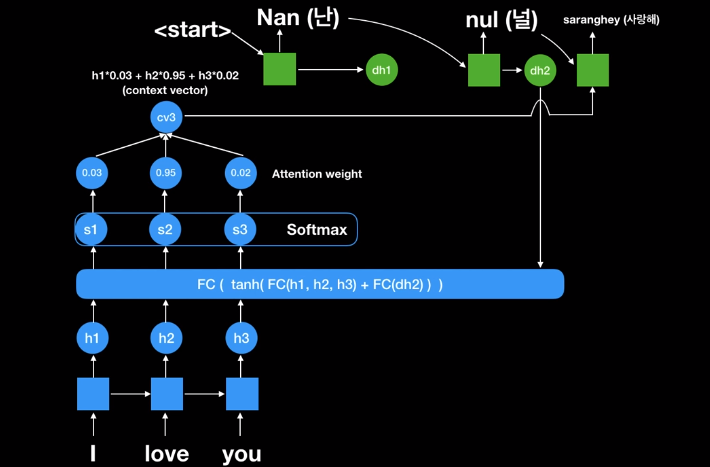 <start>
Nan (난)
nul (널)
saranghey (사랑해)
dh1
dh2
h1*0.03 + h2*0.95 + h3*0.02
(context vector)
cv3
0.03
0.95
0.02
Attention weight
s1
s2
s3
Softmax
FC ( tanh( FC(h1, h2, h3) + FC(dh2) ) )
h1
h2
h3
I
love
you